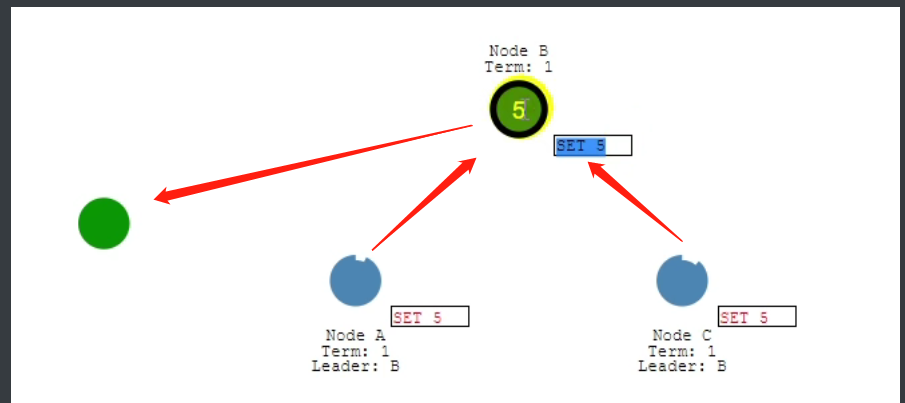 Node B
Term: 1
5
SET 5
SET 5
Node A
Term: 1
Leader: B
SET 5
Node C
Term: 1
Leader: B